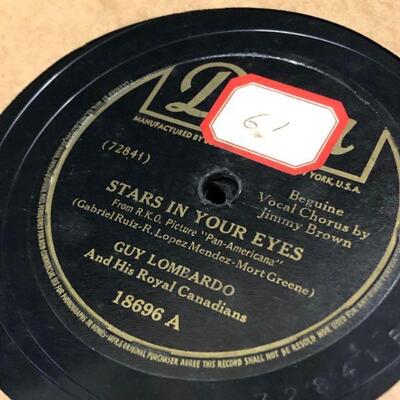 D
a
61
MANUFACTURED BY
YORK, U.S.A.
(72841)
Beguine
Vocal Chorus by
Jimmy Brown
STARS IN YOUR EYES
From R.K.O. Picture "Pan-Americana"
(Gabriel Ruiz-R. Lopez Mendez-Mort Greene)
GUY LOMBARDO
And His Royal Canadians
18696 A